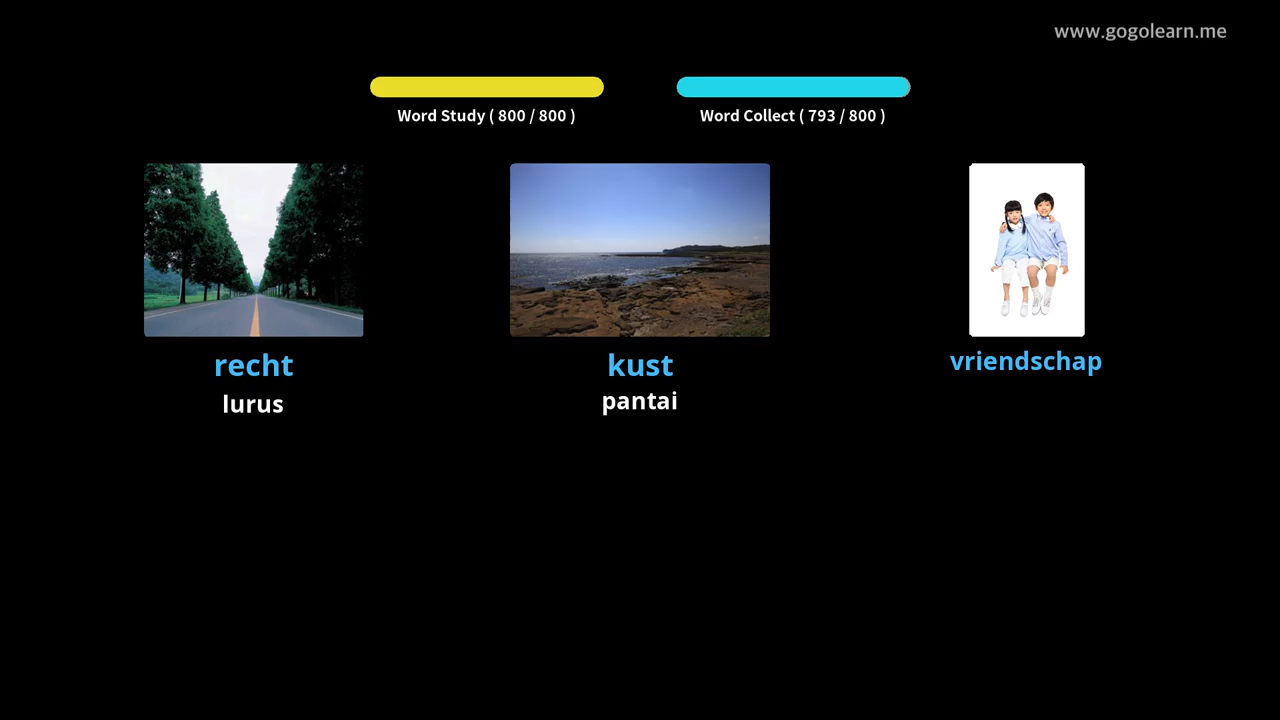 www.gogolearn.me
Word Study ( 800 / 800 )
Word Collect ( 793 / 800 )
recht
lurus
kust
pantai
vriendschap